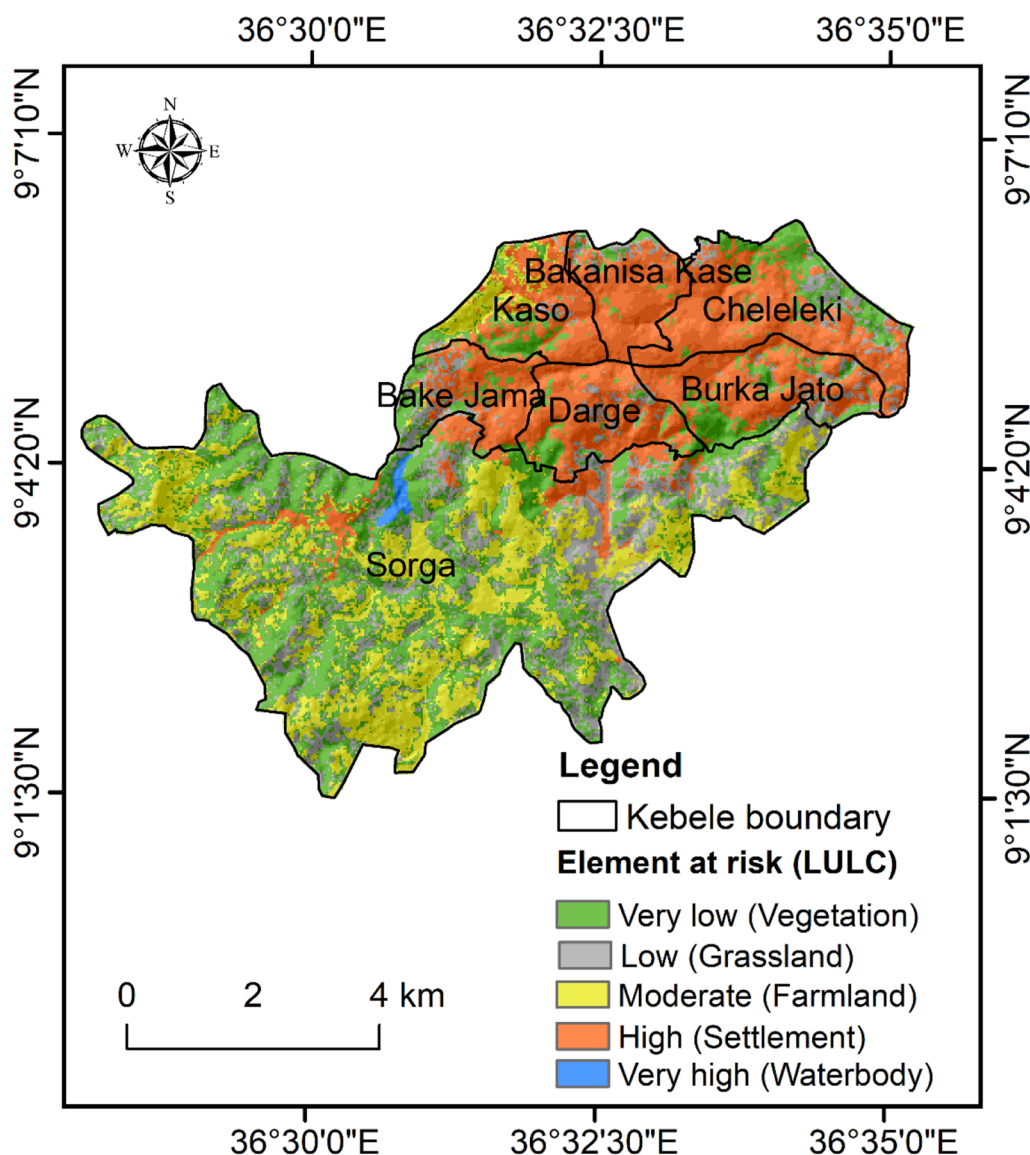 36°30'0"E 36°32'30"E 36°35'0"E
9°7'10"N
9°7'10"N
N
W E
S
Bakanisa Kase
Kaso Cheleleki
Bake Jama Burka Jato
Darge
9°4'20"N
9°4'20"N
Sorga
9°1'30"N
9°1'30"N
Legend
Kebele boundary
Element at risk (LULC)
Very low (Vegetation)
Low (Grassland)
Moderate (Farmland)
High (Settlement)
Very high (Waterbody)
0 2 4 km
36°30'0"E 36°32'30"E 36°35'0"E